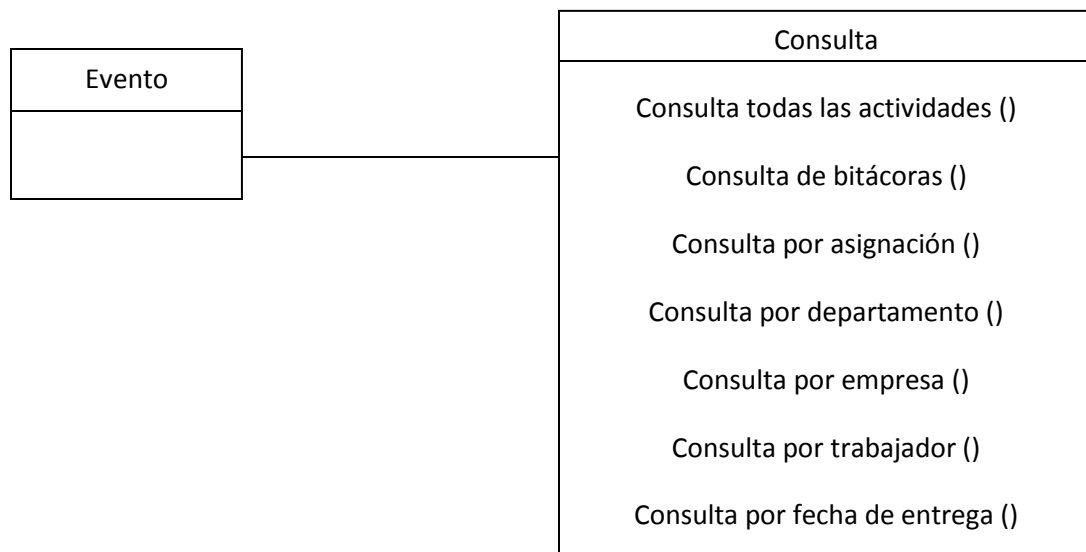 Evento
Consulta
Consulta todas las actividades ()
Consulta de bitácoras ()
Consulta por asignación ()
Consulta por departamento ()
Consulta por empresa ()
Consulta por trabajador ()
Consulta por fecha de entrega ()